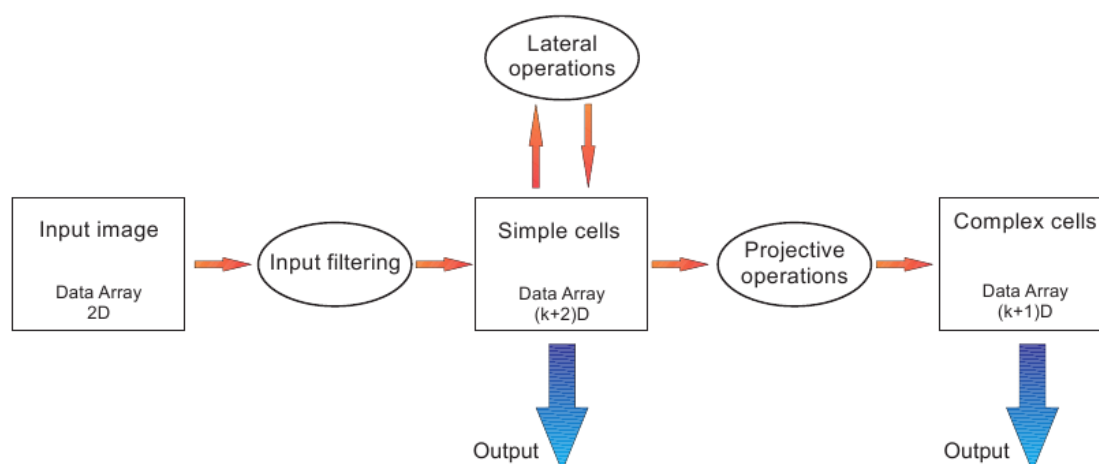 Lateral
operations
Input image
Data Array
2D
Input filtering
Simple cells
Data Array
(k+2)D
Projective
operations
Complex cells
Data Array
(k+1)D
Output
Output